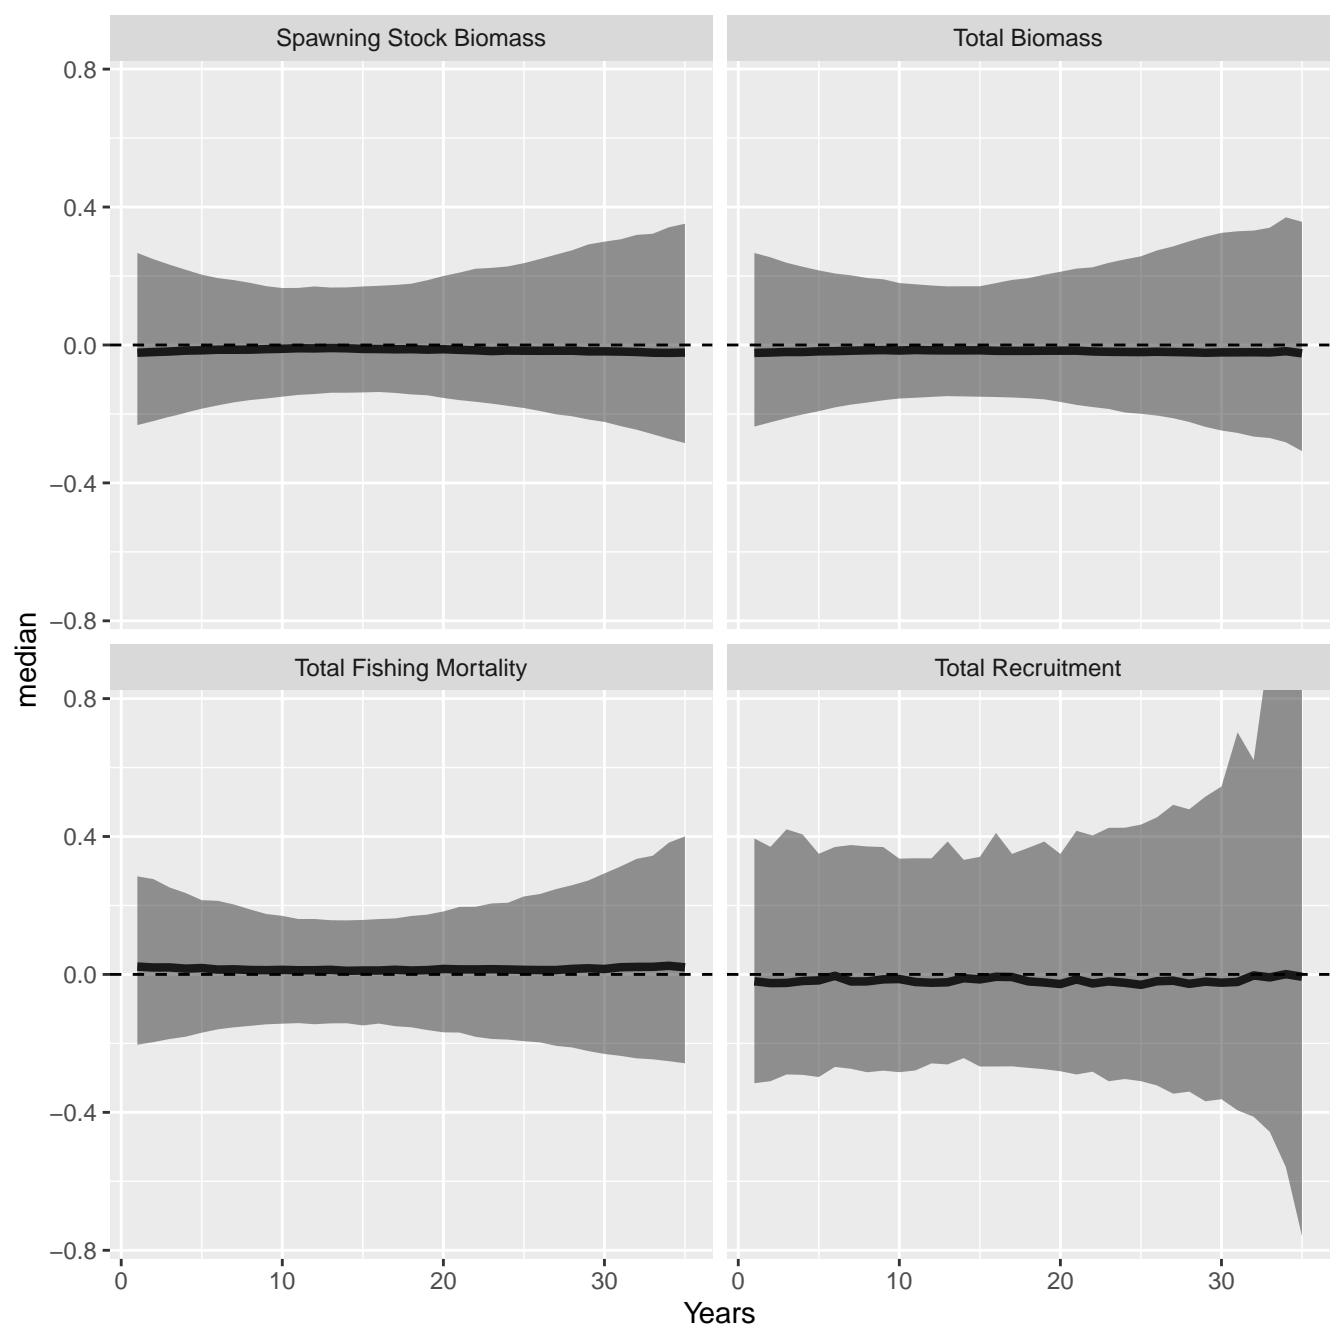 Spawning Stock Biomass
Total Biomass
0.8
0.4
0.0
−0.4
−0.8
median
Total Fishing Mortality
Total Recruitment
0.8
0.4
0.0
−0.4
−0.8
0 10 20 30
0 10 20 30
Years